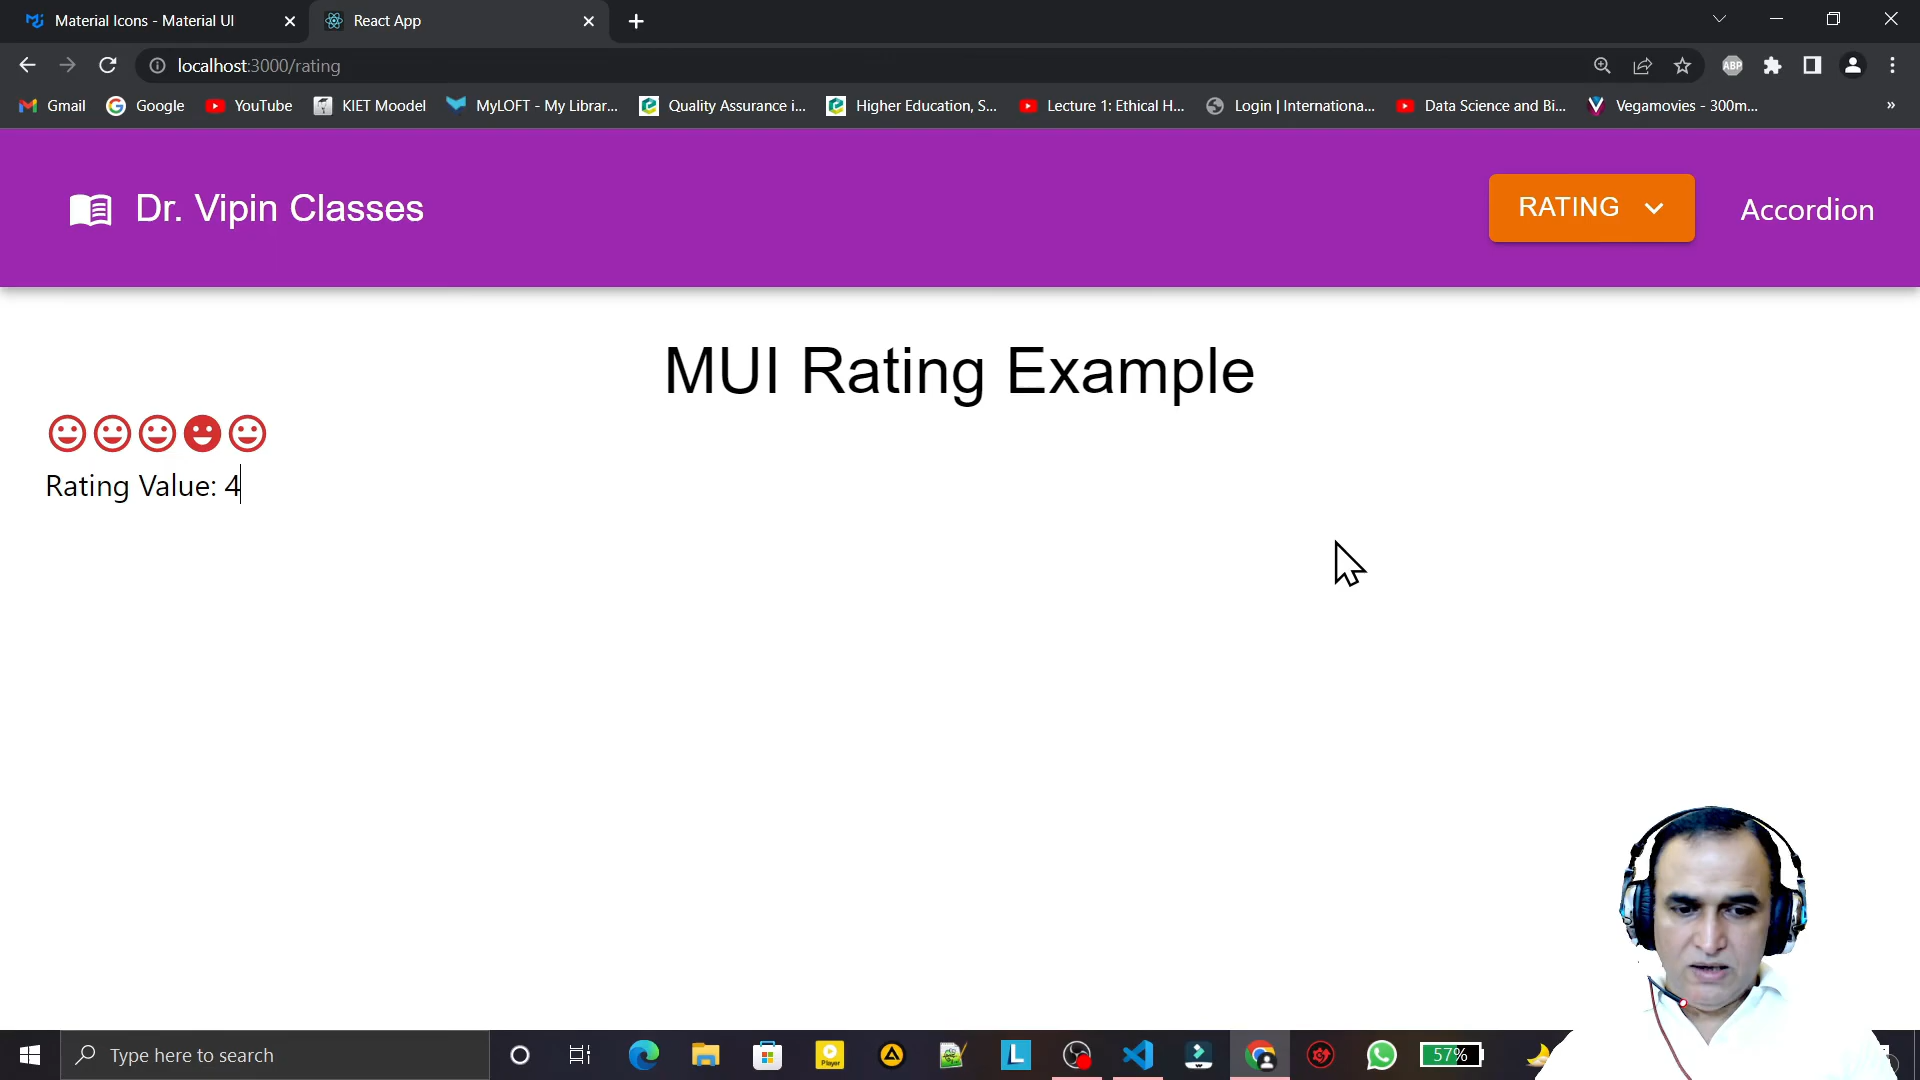 Material Icons - Material UI
React App
localhost:3000/rating
ABP
Gmail
Google
YouTube
KIET Moodel
MyLOFT - My Librar...
Quality Assurance i...
Higher Education, S...
Lecture 1: Ethical H...
Login | Internationa...
Data Science and Bi...
Vegamovies - 300m...
»
Dr. Vipin Classes
RATING
Accordion
MUI Rating Example
Rating Value: 4
Type here to search
Player
L
57%